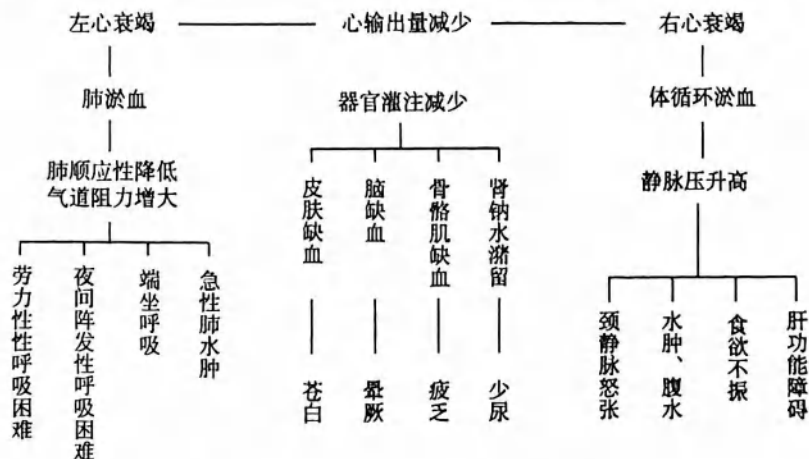 左心衰竭
心输出量减少
右心衰竭
肺淤血
器官灌注减少
体循环淤血
肺顺应性降低
气道阻力增大
静脉压升高
皮肤缺血
脑缺血
骨骼肌缺血
肾钠水潴留
劳力性性呼吸困难
夜间阵发性呼吸困难
端坐呼吸
急性肺水肿
苍白
晕厥
疲乏
少尿
颈静脉怒张
水肿、腹水
食欲不振
肝功能障碍